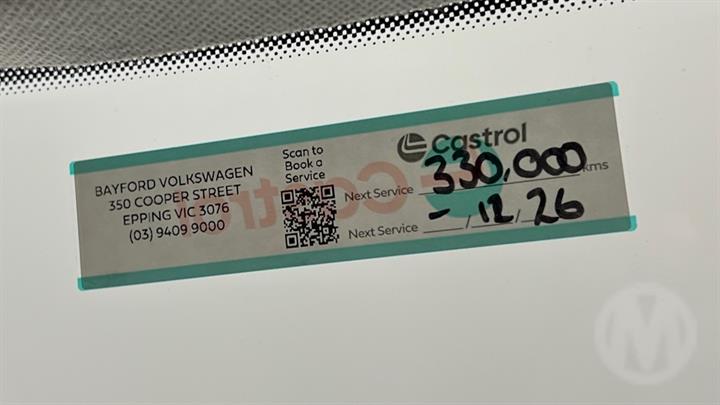 BAYFORD VOLKSWAGEN
350 COOPER STREET
EPPING VIC 3076
(03) 9409 9000
Scan to
Book a
Service
Castrol
Next Service 330,000 kms
Next Service - / 12 / 26
Castrol
M